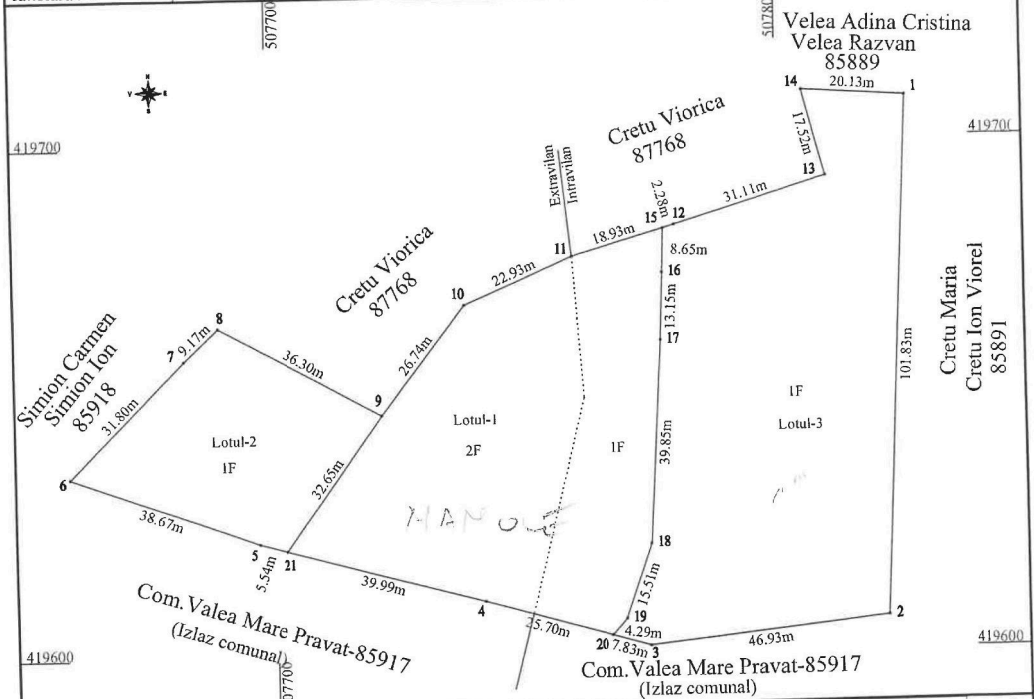 507700
50780
Velea Adina Cristina
Velea Razvan
85889
14
20.13m
1
N
V
E
S
419700
419700
17.52m
13
Cretu Viorica
87768
Extravilan
Intravilan
2.28m
31.11m
15
12
18.93m
11
8.65m
16
Cretu Viorica
87768
22.93m
10
13.15m
17
8
9.17m
7
36.30m
26.74m
Simion Carmen
Simion Ion
85918
31.80m
9
Cretu Maria
Cretu Ion Viorel
85891
101.83m
1F
Lotul-3
Lotul-1
2F
1F
Lotul-2
1F
39.85m
32.65m
6
38.67m
18
5
21
5.54m
39.99m
4
15.51m
19
25.70m
4.29m
20
7.83m
3
46.93m
2
Com.Valea Mare Pravat-85917
(Izlaz comunal)
Com.Valea Mare Pravat-85917
(Izlaz comunal)
419600
419600
07700